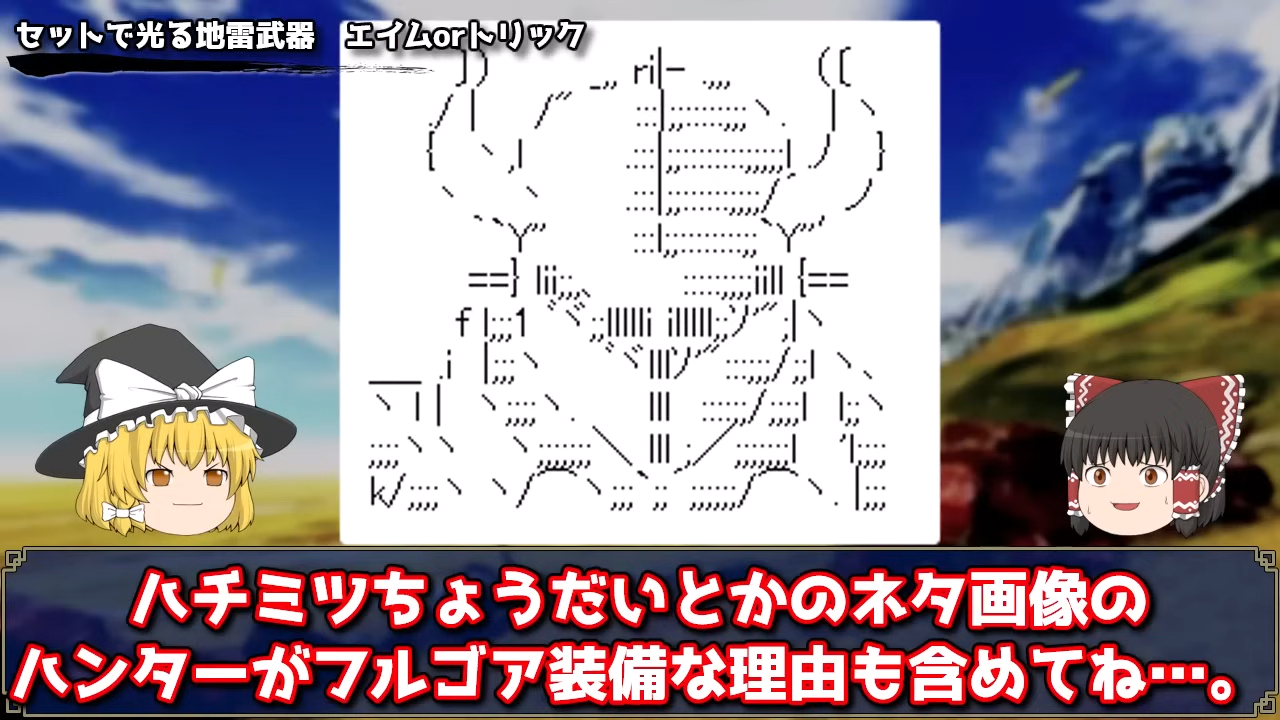 セットで光る地雷武器　エイムorトリック
ハチミツちょうだいとかのネタ画像の
ハンターがフルゴア装備な理由も含めてね…。